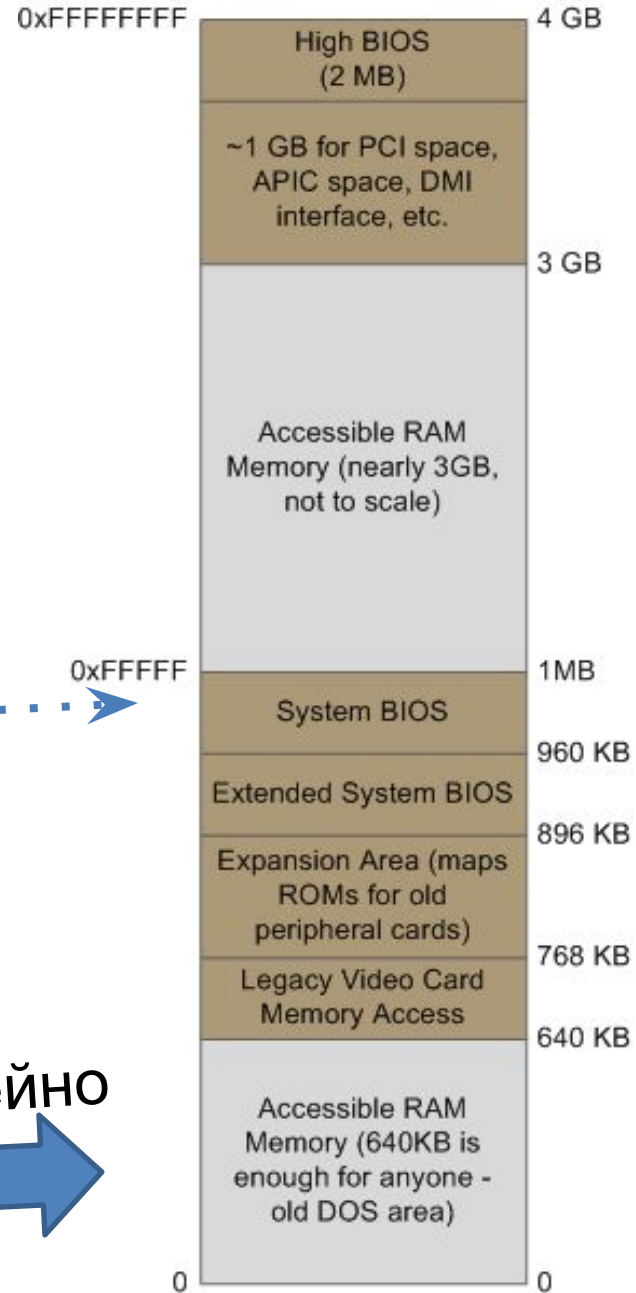 0xFFFFFFFF
4 GB
High BIOS
(2 MB)
~1 GB for PCI space,
APIC space, DMI
interface, etc.
3 GB
Accessible RAM
Memory (nearly 3GB,
not to scale)
0xFFFFF
1MB
System BIOS
960 KB
Extended System BIOS
896 KB
Expansion Area (maps
ROMs for old
peripheral cards)
768 KB
Legacy Video Card
Memory Access
640 KB
ейно
Accessible RAM
Memory (640KB is
enough for anyone -
old DOS area)
0
0